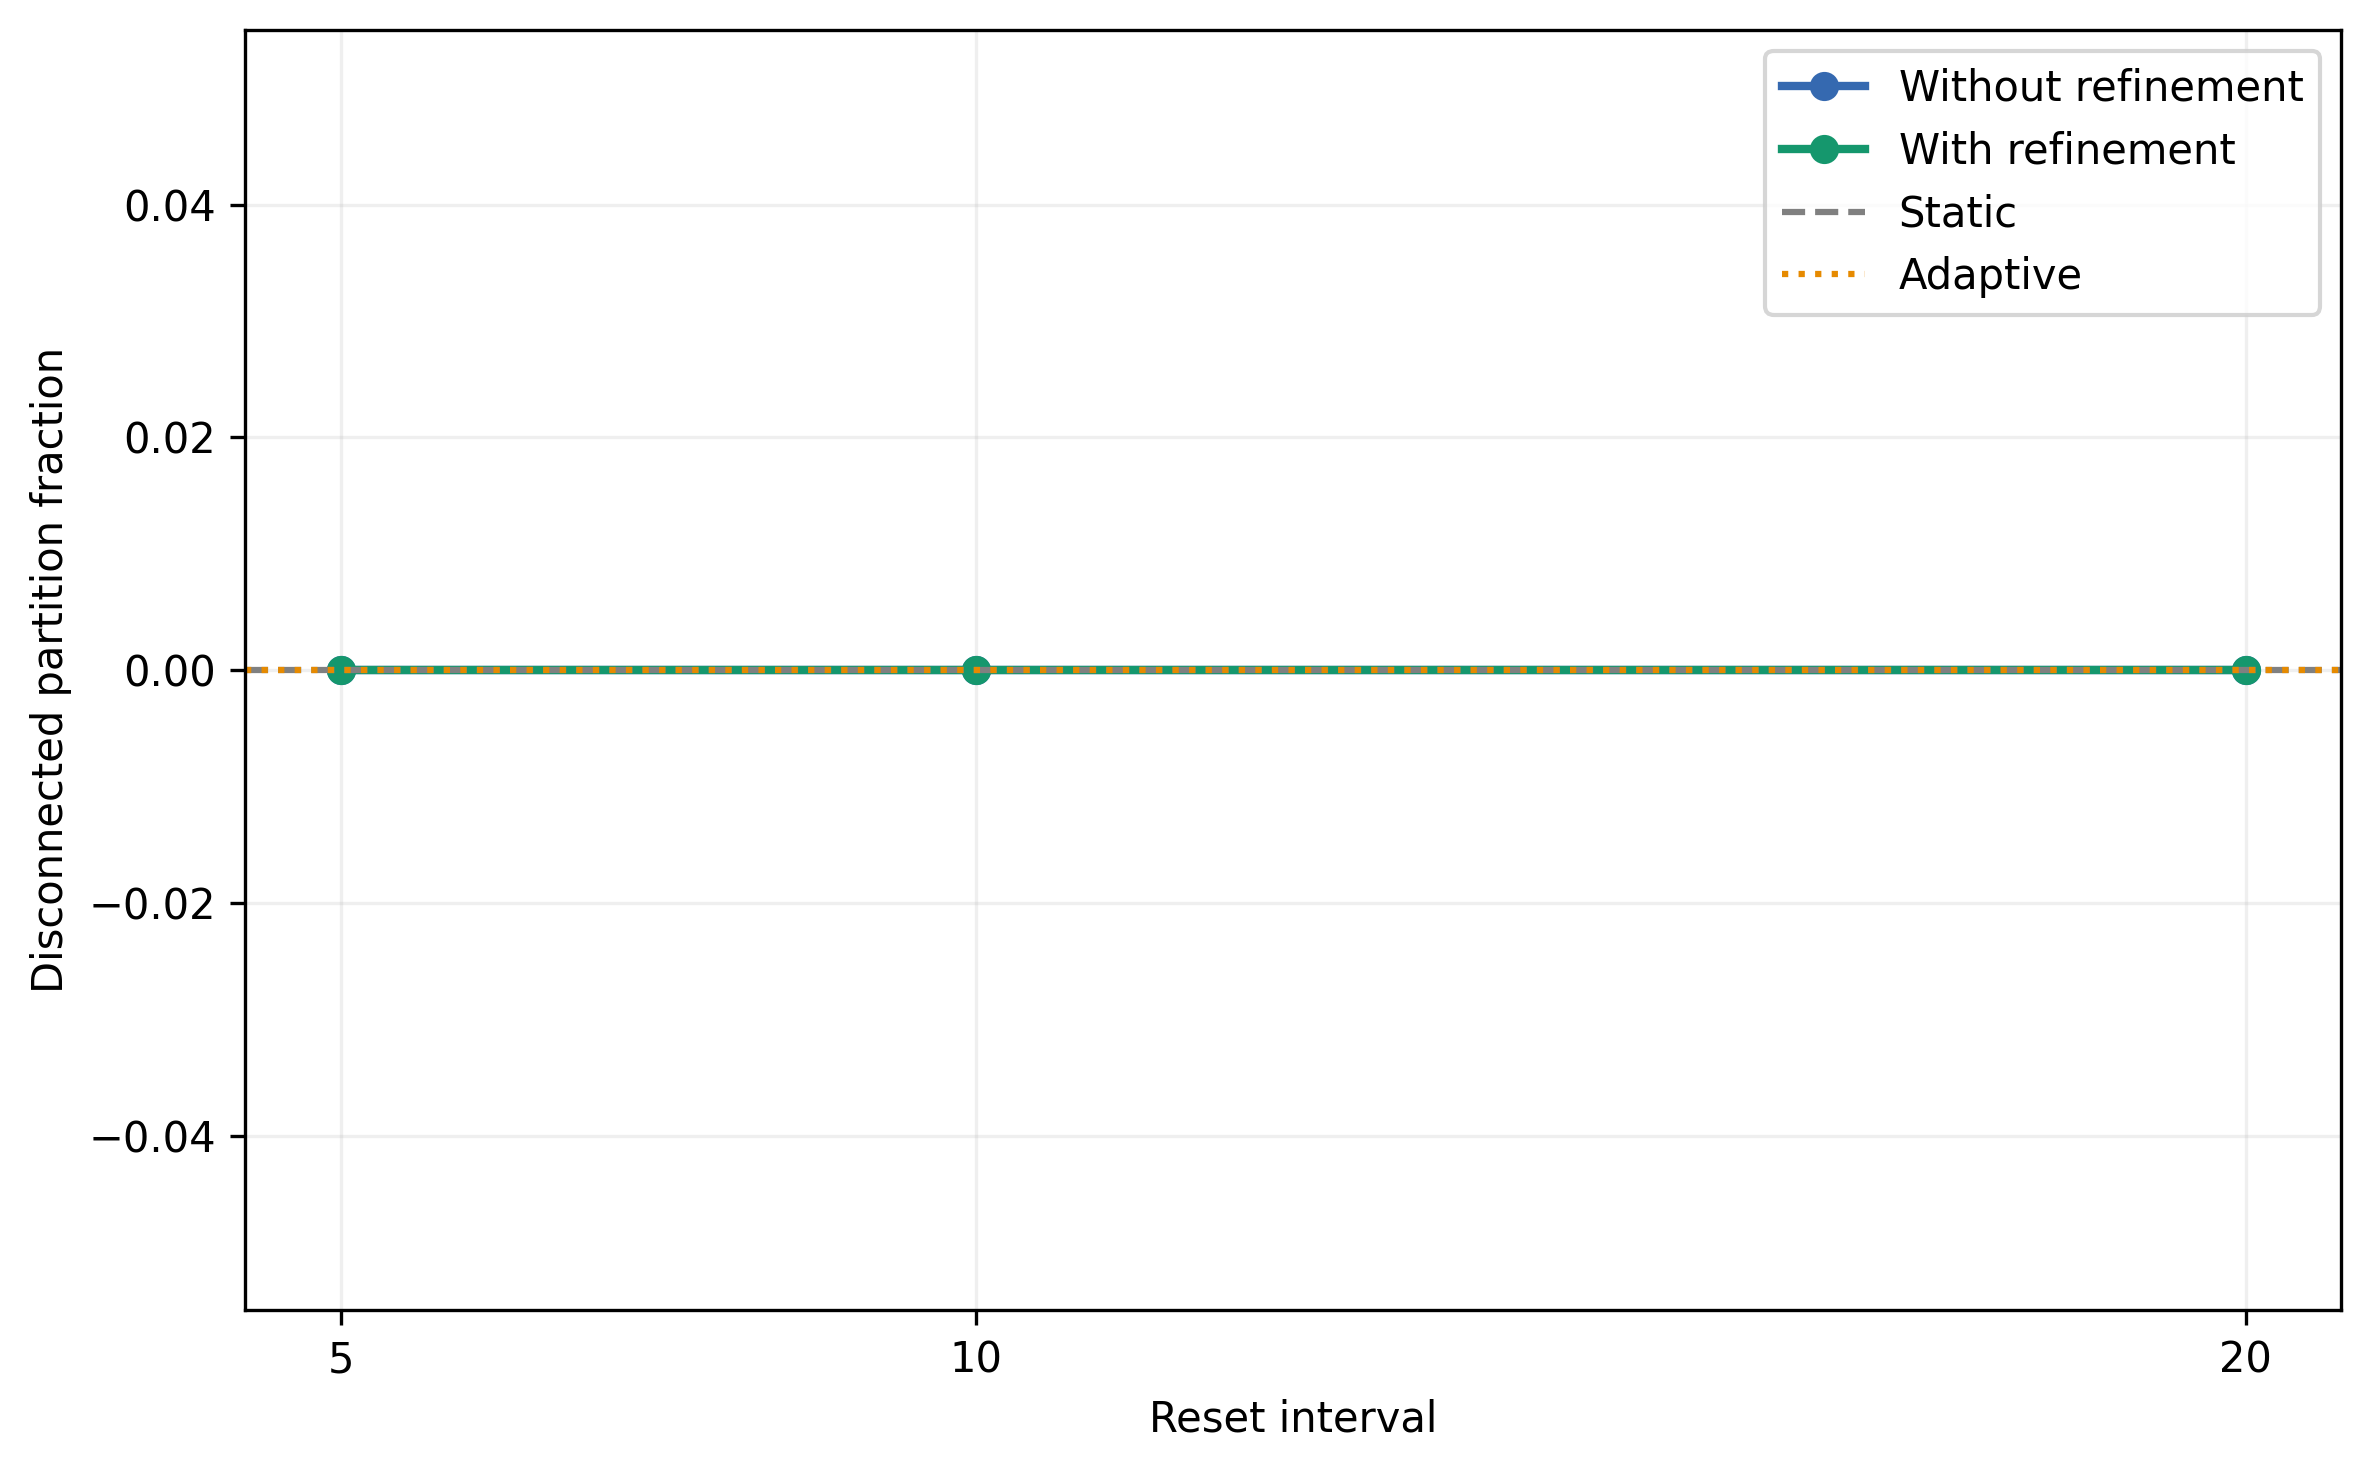 Without refinement
With refinement
Static
Adaptive
0.04
0.02
0.00
−0.02
−0.04
Disconnected partition fraction
5 10 20
Reset interval